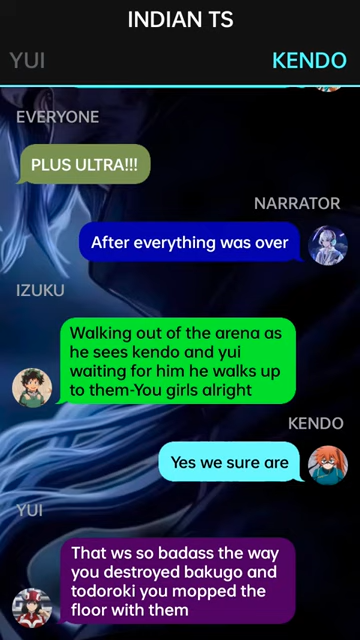 INDIAN TS
YUI
KENDO
EVERYONE
PLUS ULTRA!!!
NARRATOR
After everything was over
IZUKU
Walking out of the arena as
he sees kendo and yui
waiting for him he walks up
to them-You girls alright
KENDO
Yes we sure are
YUI
That ws so badass the way
you destroyed bakugo and
todoroki you mopped the
floor with them